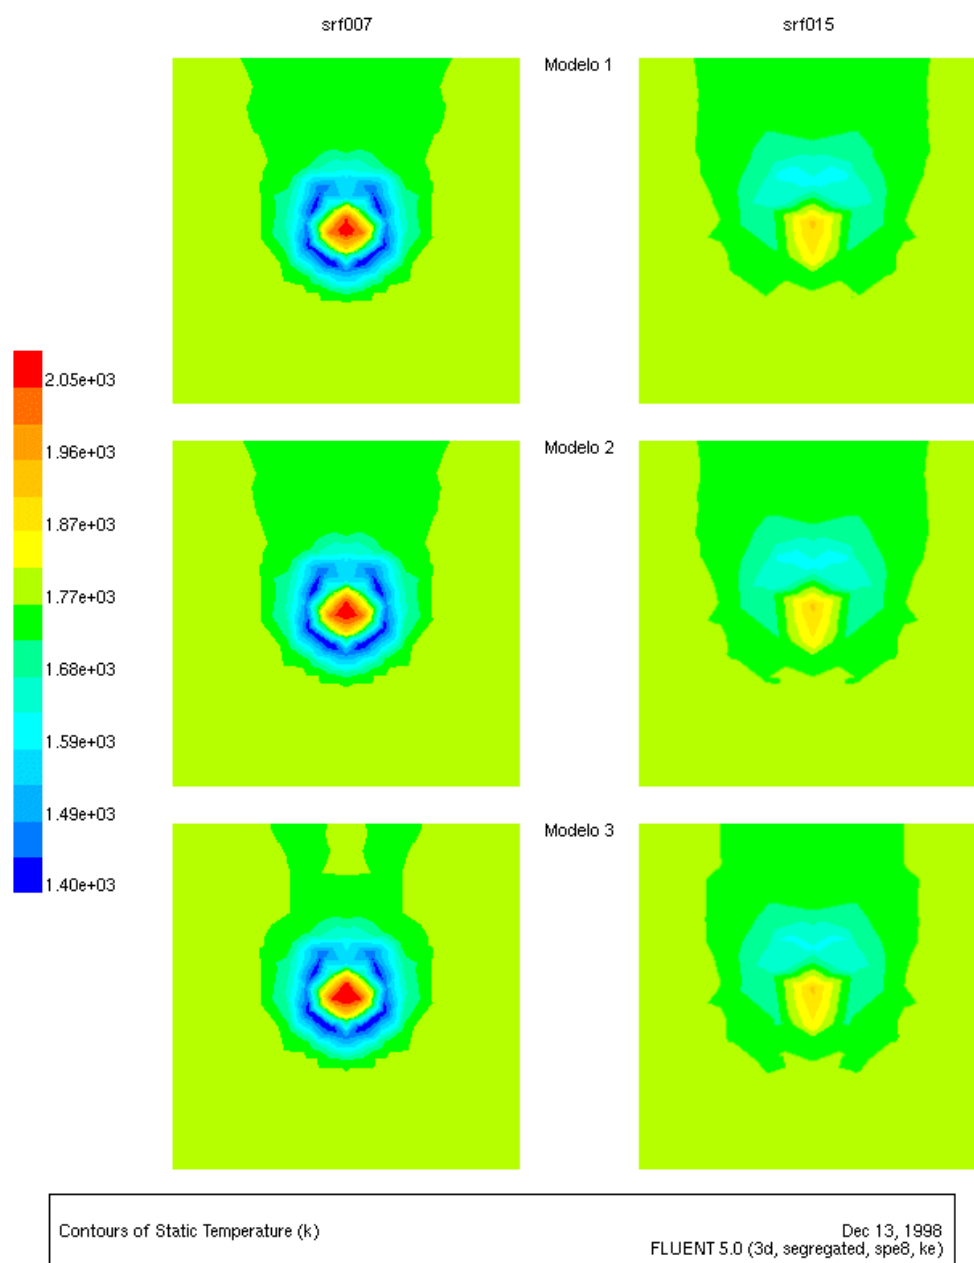 srf007 srf015
Modelo 1
2.05e+03
1.96e+03
Modelo 2
1.87e+03
1.77e+03
1.68e+03
1.59e+03
1.49e+03
Modelo 3
1.40e+03
Contours of Static Temperature (k) Dec 13, 1998
FLUENT 5.0 (3d, segregated, spe8, ke)